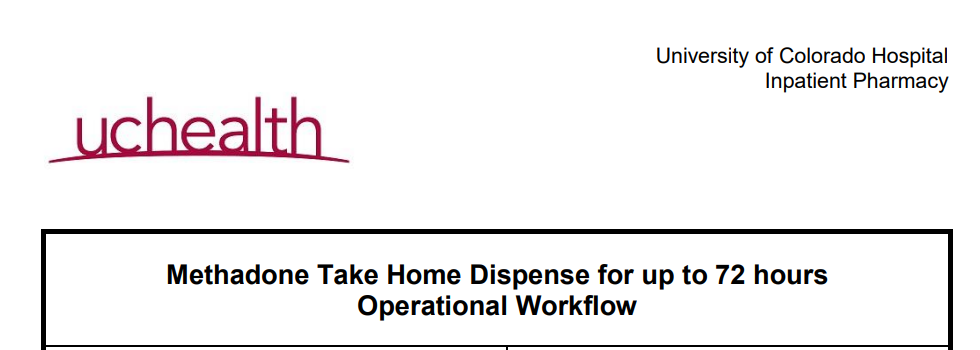 University of Colorado Hospital
Inpatient Pharmacy
uchealth
Methadone Take Home Dispense for up to 72 hours
Operational Workflow